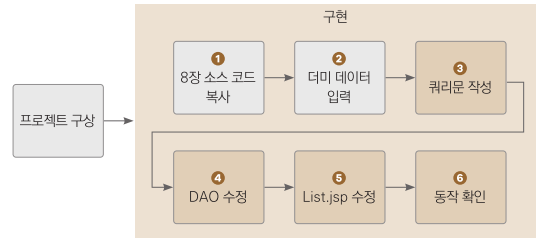 구현
프로젝트 구상
1
8장 소스 코드
복사
2
더미 데이터
입력
3
쿼리문 작성
4
DAO 수정
5
List.jsp 수정
6
동작 확인